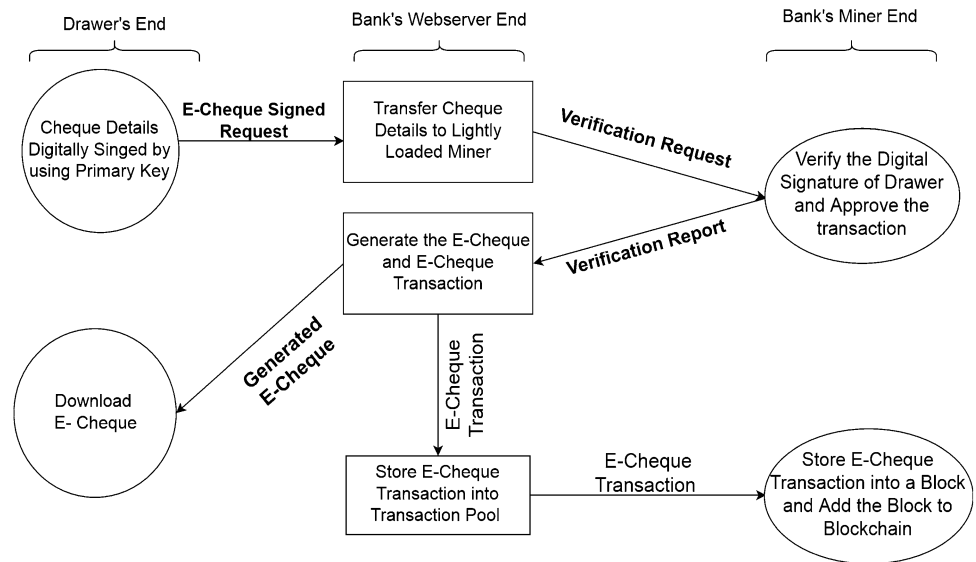 Drawer's End
Bank's Webserver End
Bank's Miner End
Cheque Details
Digitally Singed by
using Primary Key
E-Cheque Signed
Request
Transfer Cheque
Details to Lightly
Loaded Miner
Verification Request
Verify the Digital
Signature of Drawer
and Approve the
transaction
Verification Report
Generate the E-Cheque
and E-Cheque
Transaction
Generated
E-Cheque
E-Cheque
Transaction
Download
E- Cheque
Store E-Cheque
Transaction into
Transaction Pool
E-Cheque
Transaction
Store E-Cheque
Transaction into a Block
and Add the Block to
Blockchain